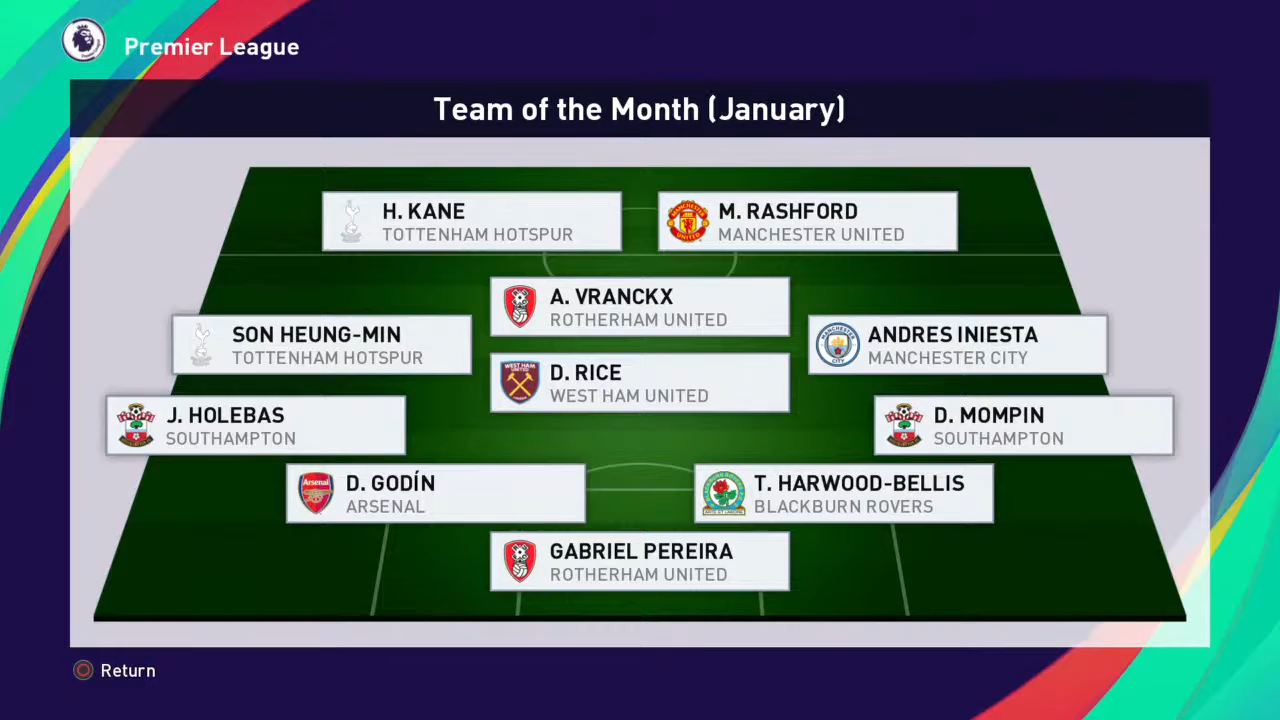 Premier League
Team of the Month (January)
H. KANE
TOTTENHAM HOTSPUR
M. RASHFORD
MANCHESTER UNITED
A. VRANCKX
ROTHERHAM UNITED
SON HEUNG-MIN
TOTTENHAM HOTSPUR
ANDRES INIESTA
MANCHESTER CITY
D. RICE
WEST HAM UNITED
J. HOLEBAS
SOUTHAMPTON
D. MOMPIN
SOUTHAMPTON
D. GODÍN
ARSENAL
T. HARWOOD-BELLIS
BLACKBURN ROVERS
GABRIEL PEREIRA
ROTHERHAM UNITED
Return